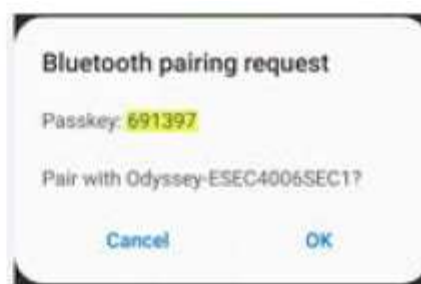 Bluetooth pairing request
Passkey: 691397
Pair with Odyssey-ESEC4006SEC1?
Cancel OK